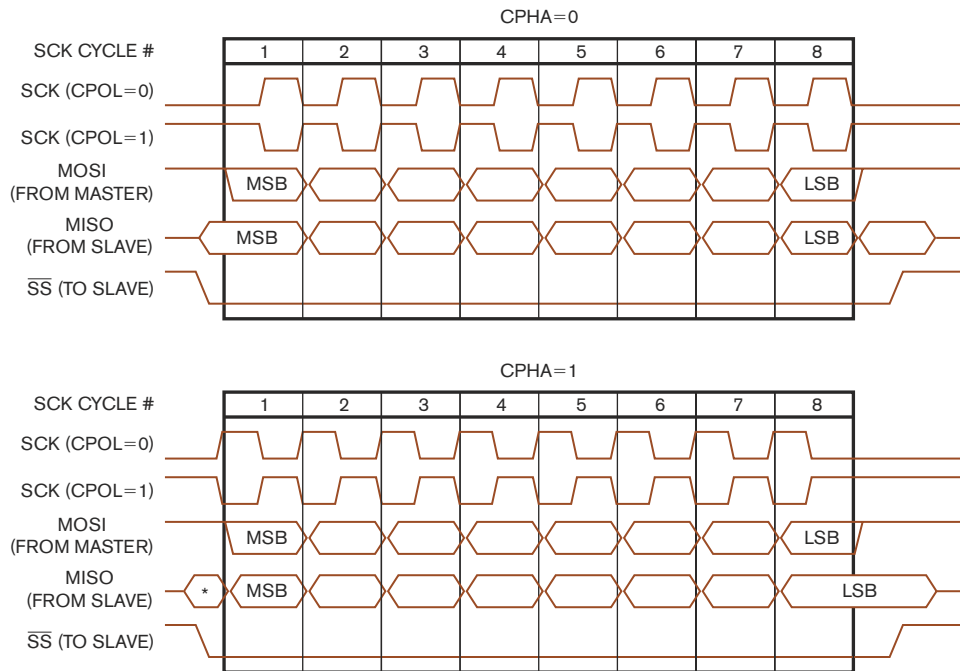 CPHA=0
SCK CYCLE # 1 2 3 4 5 6 7 8
SCK (CPOL=0)
SCK (CPOL=1)
MOSI
(FROM MASTER) MSB LSB
MISO
(FROM SLAVE) MSB LSB
SS (TO SLAVE)
CPHA=1
SCK CYCLE # 1 2 3 4 5 6 7 8
SCK (CPOL=0)
SCK (CPOL=1)
MOSI
(FROM MASTER) MSB LSB
MISO
(FROM SLAVE) * MSB LSB
SS (TO SLAVE)